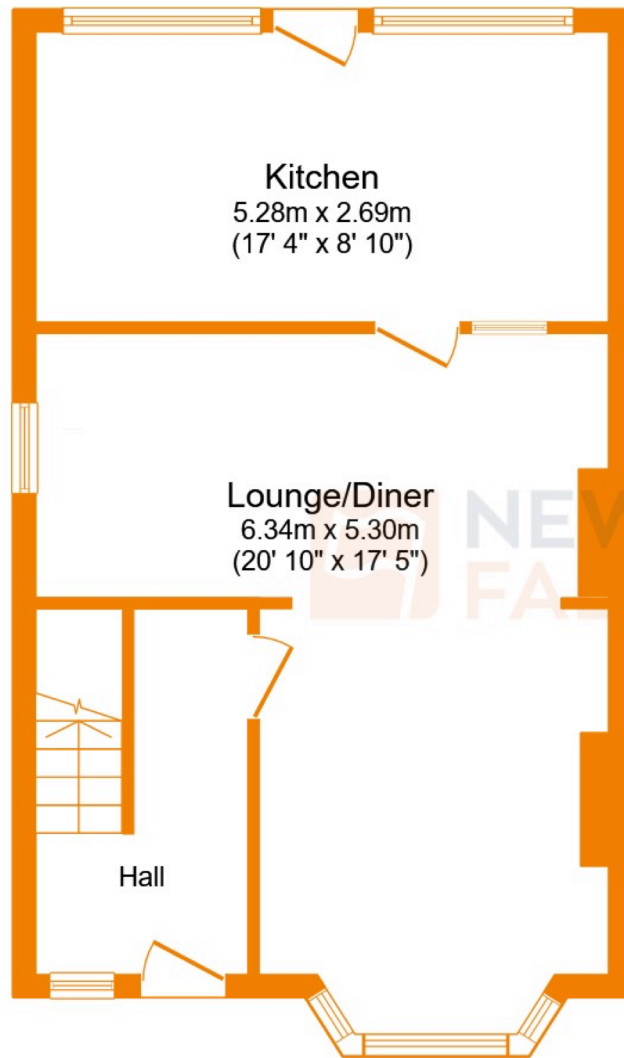 Kitchen
5.28m x 2.69m
(17' 4" x 8' 10")
Lounge/Diner
6.34m x 5.30m
(20' 10" x 17' 5")
Hall